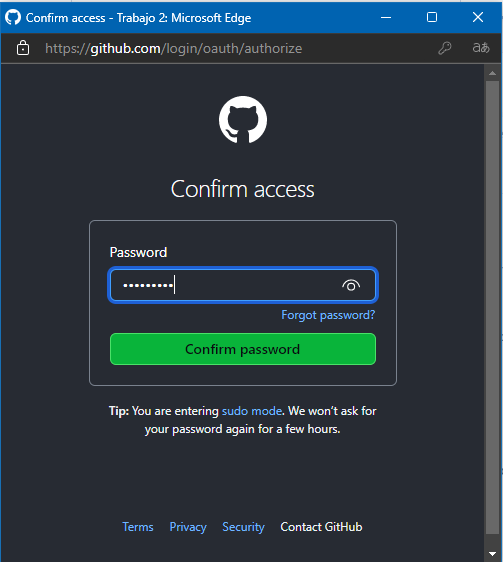 Confirm access - Trabajo 2: Microsoft Edge
https://github.com/login/oauth/authorize
aあ
Confirm access
Password
•••••••••
Forgot password?
Confirm password
Tip: You are entering sudo mode. We won't ask for
your password again for a few hours.
Terms Privacy Security Contact GitHub